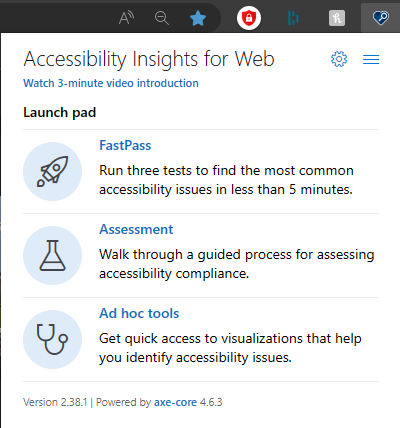 Accessibility Insights for Web
Watch 3-minute video introduction
Launch pad
FastPass
Run three tests to find the most common
accessibility issues in less than 5 minutes.
Assessment
Walk through a guided process for assessing
accessibility compliance.
Ad hoc tools
Get quick access to visualizations that help
you identify accessibility issues.
Version 2.38.1 | Powered by axe-core 4.6.3